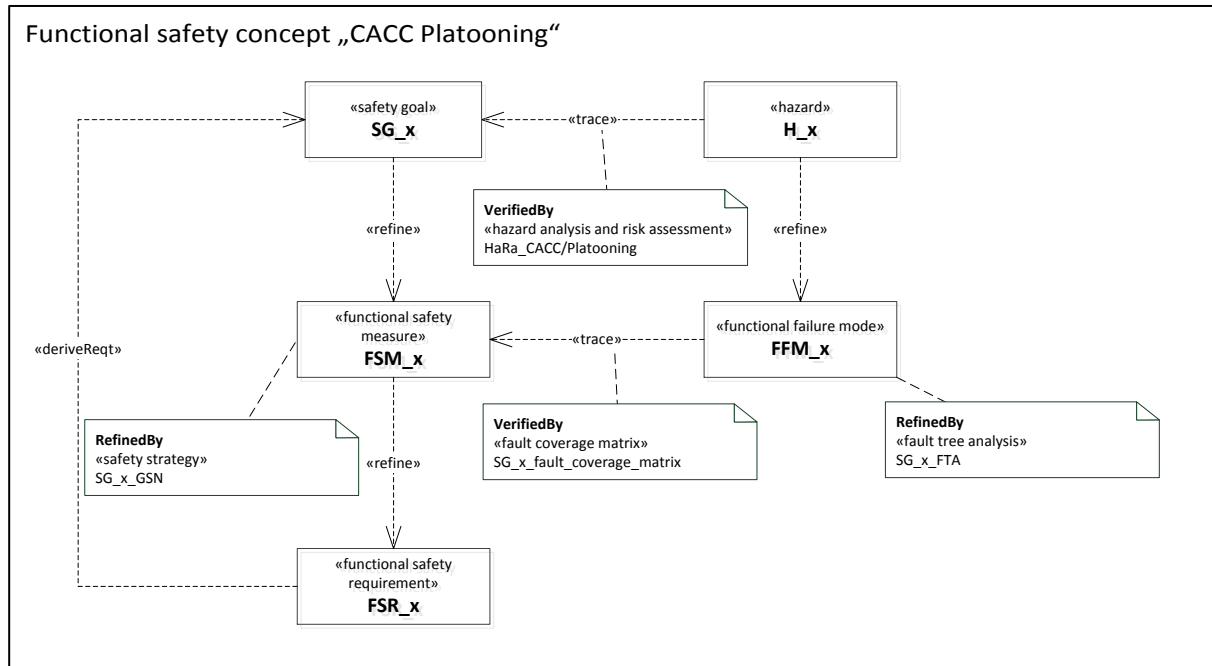 Functional safety concept „CACC Platooning“
«safety goal»
SG_x
«trace»
«hazard»
H_x
VerifiedBy
«hazard analysis and risk assessment»
HaRa_CACC/Platooning
«refine»
«refine»
«functional safety
measure»
FSM_x
«trace»
«functional failure mode»
FFM_x
«deriveReqt»
RefinedBy
«safety strategy»
SG_x_GSN
«refine»
VerifiedBy
«fault coverage matrix»
SG_x_fault_coverage_matrix
RefinedBy
«fault tree analysis»
SG_x_FTA
«functional safety
requirement»
FSR_x